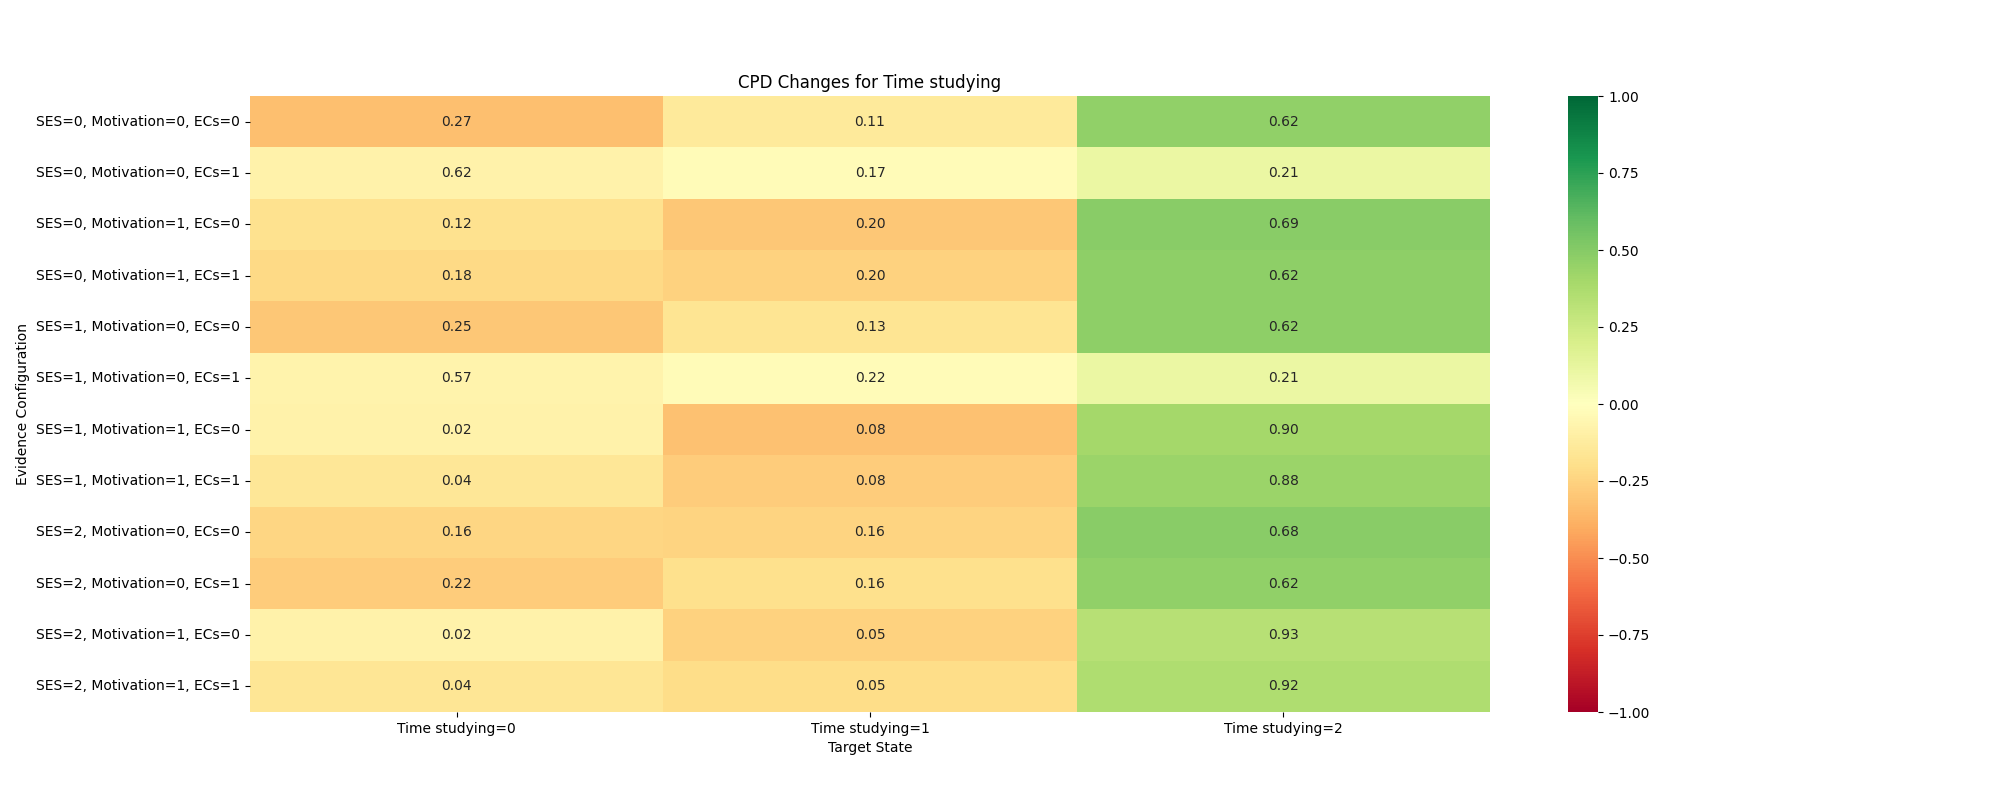 CPD Changes for Time studying
Evidence Configuration
SES=0, Motivation=0, ECs=0 0.27 0.11 0.62
SES=0, Motivation=0, ECs=1 0.62 0.17 0.21
SES=0, Motivation=1, ECs=0 0.12 0.20 0.69
SES=0, Motivation=1, ECs=1 0.18 0.20 0.62
SES=1, Motivation=0, ECs=0 0.25 0.13 0.62
SES=1, Motivation=0, ECs=1 0.57 0.22 0.21
SES=1, Motivation=1, ECs=0 0.02 0.08 0.90
SES=1, Motivation=1, ECs=1 0.04 0.08 0.88
SES=2, Motivation=0, ECs=0 0.16 0.16 0.68
SES=2, Motivation=0, ECs=1 0.22 0.16 0.62
SES=2, Motivation=1, ECs=0 0.02 0.05 0.93
SES=2, Motivation=1, ECs=1 0.04 0.05 0.92
Time studying=0 Time studying=1 Time studying=2
Target State
1.00
0.75
0.50
0.25
0.00
−0.25
−0.50
−0.75
−1.00